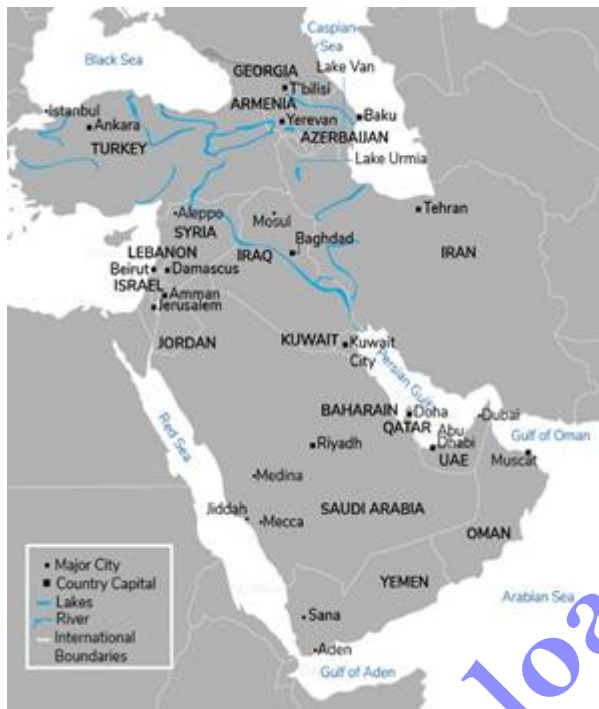 Caspian
Sea
Black Sea
GEORGIA
Lake Van
T'bilisi
ARMENIA
Istanbul
Ankara
Yerevan
Baku
AZERBAIJAN
TURKEY
Lake Urmia
Aleppo
Mosul
Tehran
SYRIA
Baghdad
LEBANON
IRAQ
IRAN
Beirut
Damascus
ISRAEL
Amman
Jerusalem
JORDAN
KUWAIT
Kuwait
City
Persian Gulf
BAHARAIN
Doha
Dubai
QATAR
Abu
Dhabi
Gulf of Oman
Red Sea
Riyadh
UAE
Muscat
Medina
Jiddah
Mecca
SAUDI ARABIA
OMAN
Major City
Country Capital
Lakes
River
International
Boundaries
YEMEN
Arabian Sea
Sana
Aden
Gulf of Aden
loa